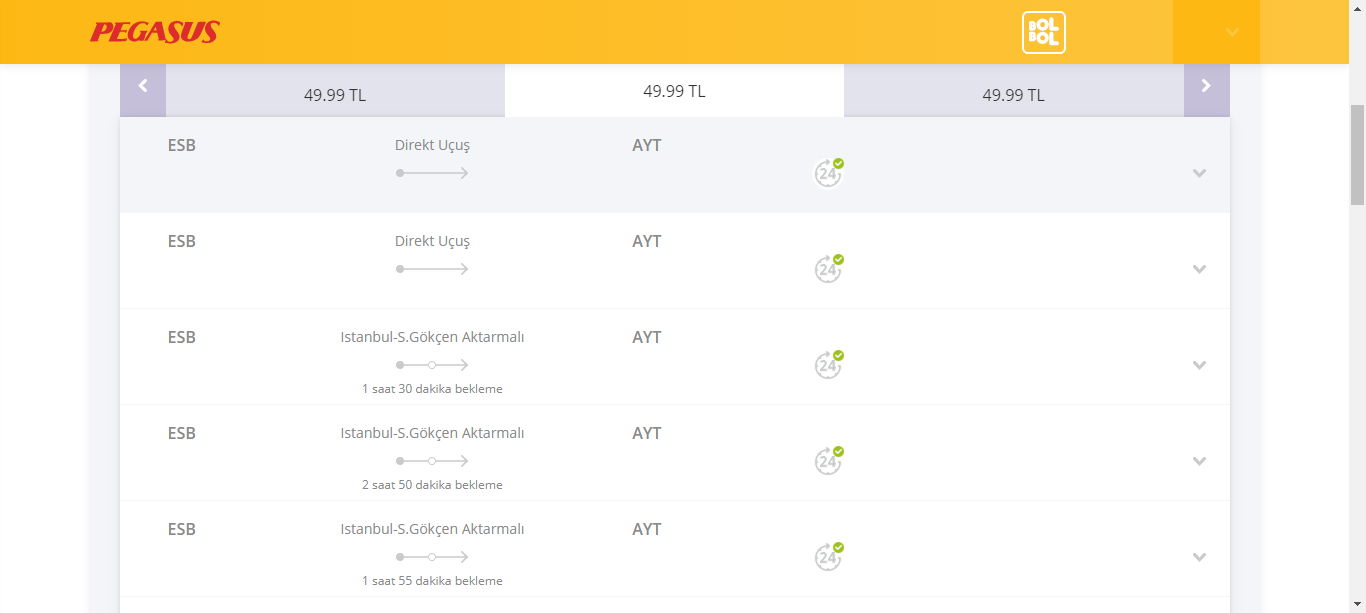 PEGASUS
BOL
BOL
49.99 TL
49.99 TL
49.99 TL
ESB
Direkt Uçuş
AYT
24
ESB
Direkt Uçuş
AYT
24
ESB
Istanbul-S.Gökçen Aktarmalı
AYT
24
1 saat 30 dakika bekleme
ESB
Istanbul-S.Gökçen Aktarmalı
AYT
24
2 saat 50 dakika bekleme
ESB
Istanbul-S.Gökçen Aktarmalı
AYT
24
1 saat 55 dakika bekleme